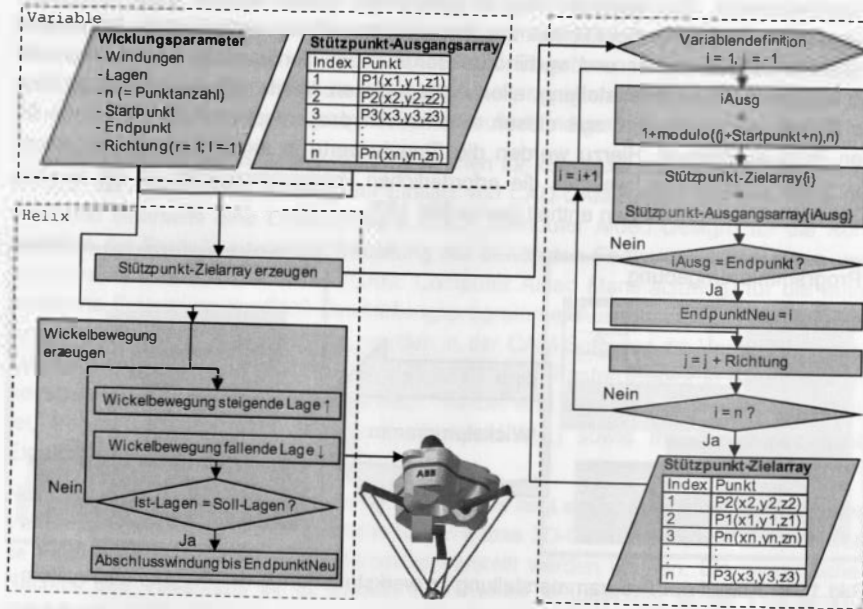 Variable
Wicklungsparameter
- Windungen
- Lagen
- n (= Punktanzahl)
- Startpunkt
- Endpunkt
- Richtung(r = 1; l =-1)
Stützpunkt-Ausgangsarray
Index Punkt
1 P1(x1,y1,z1)
2 P2(x2,y2,z2)
3 P3(x3,y3,z3)
n Pn(xn,yn,zn)
Helix
Stützpunkt-Zielarray erzeugen
Wickelbewegung
erzeugen
Wickelbewegung steigende Lage ↑
Wickelbewegung fallende Lage ↓
Nein
Ist-Lagen = Soll-Lagen ?
Ja
Abschlusswindung bis EndpunktNeu
ABB
Variablendefinition
i = 1, j = -1
iAusg
=
1+modulo((j+Startpunkt+n),n)
i = i+1
Stützpunkt-Zielarray{i}
=
Stützpunkt-Ausgangsarray{iAusg}
Nein
iAusg = Endpunkt ?
Ja
EndpunktNeu = i
j = j + Richtung
Nein
i = n ?
Ja
Stützpunkt-Zielarray
Index Punkt
1 P2(x2,y2,z2)
2 P1(x1,y1,z1)
3 Pn(xn,yn,zn)
n P3(x3,y3,z3)